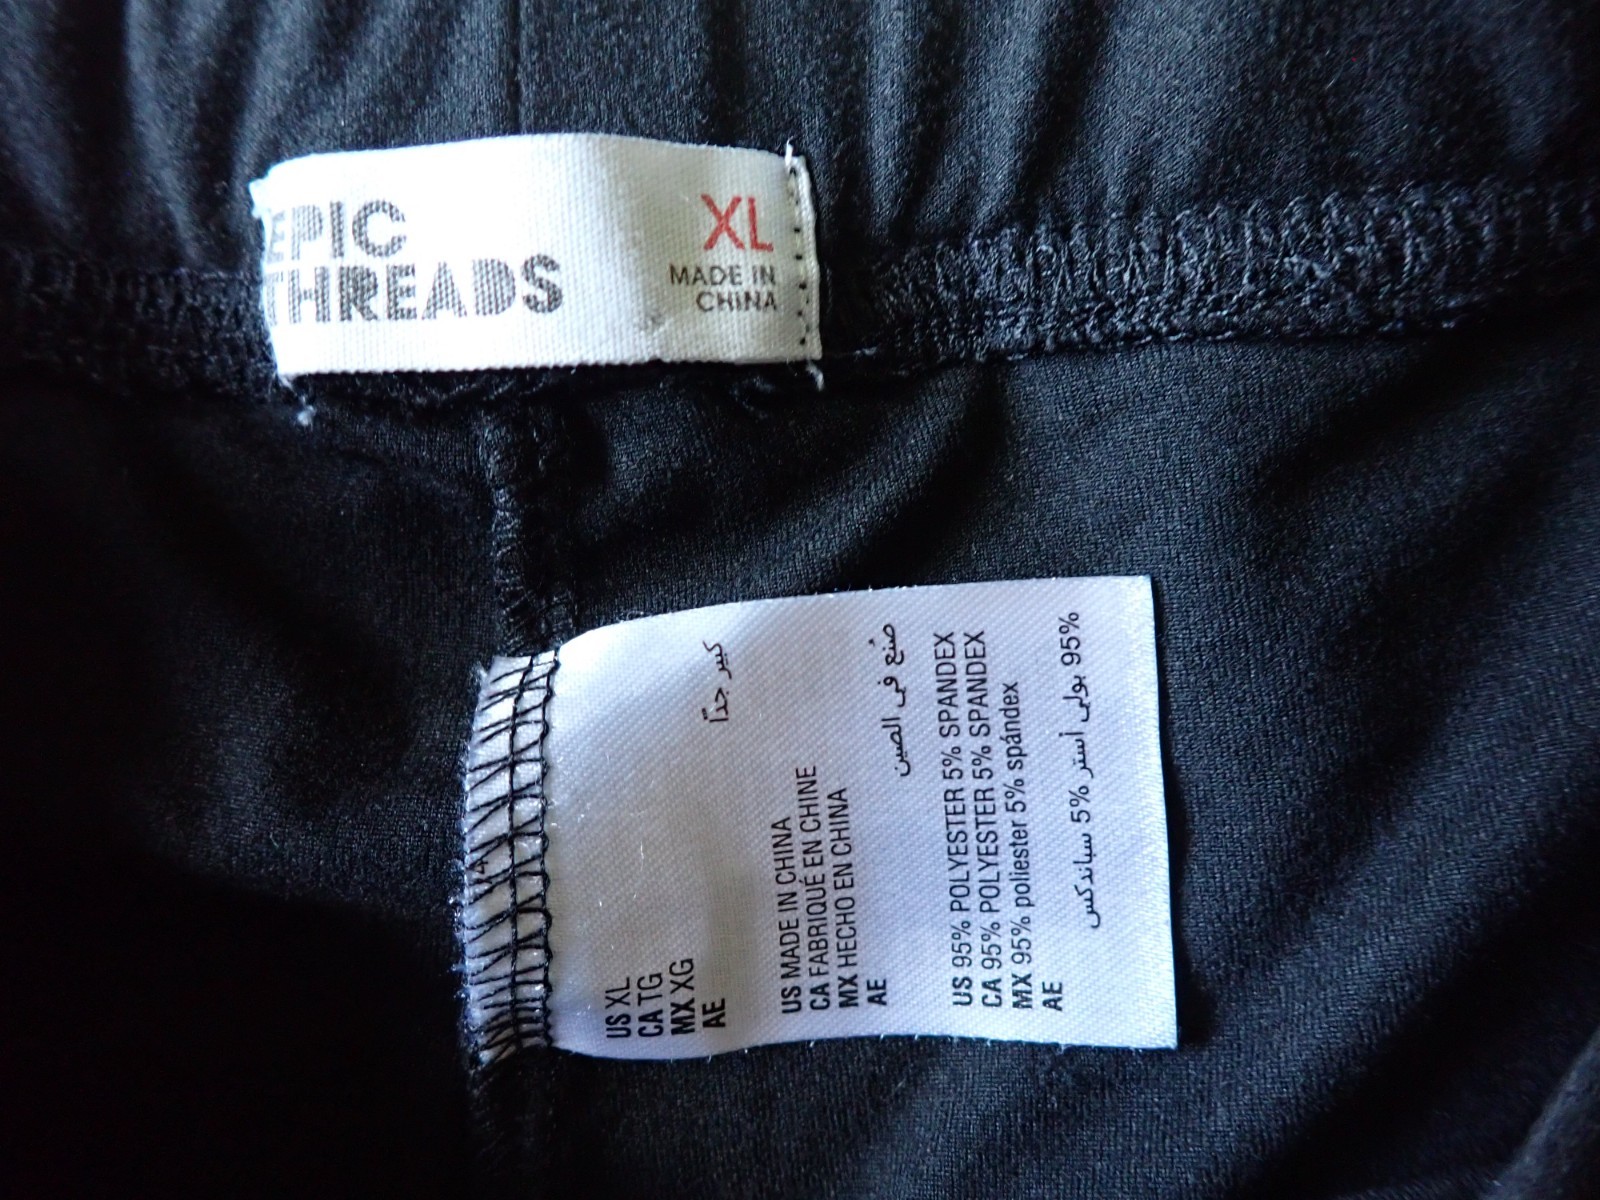 EPIC
THREADS
XL
MADE IN
CHINA
US XL
CA TG
MX XG
AE كبير جداً
US MADE IN CHINA
CA FABRIQUÉ EN CHINE
MX HECHO EN CHINA
AE صُنع في الصين
US 95% POLYESTER 5% SPANDEX
CA 95% POLYESTER 5% SPANDEX
MX 95% poliester 5% spándex
AE 95% بولي أستر 5% سباندكس